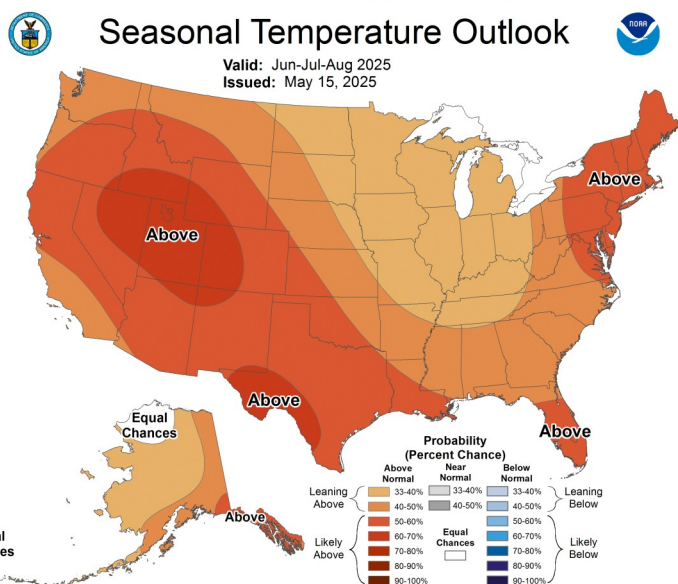 Seasonal Temperature Outlook
Valid: Jun-Jul-Aug 2025
Issued: May 15, 2025
NOAA
Above
Above
Above
Above
Above
Equal
Chances
Probability
(Percent Chance)
Above
Normal
Near
Normal
Below
Normal
Leaning
Above
33-40%
40-50%
33-40%
40-50%
33-40%
40-50%
Leaning
Below
Likely
Above
50-60%
60-70%
70-80%
80-90%
90-100%
Equal
Chances
50-60%
60-70%
70-80%
80-90%
90-100%
Likely
Below